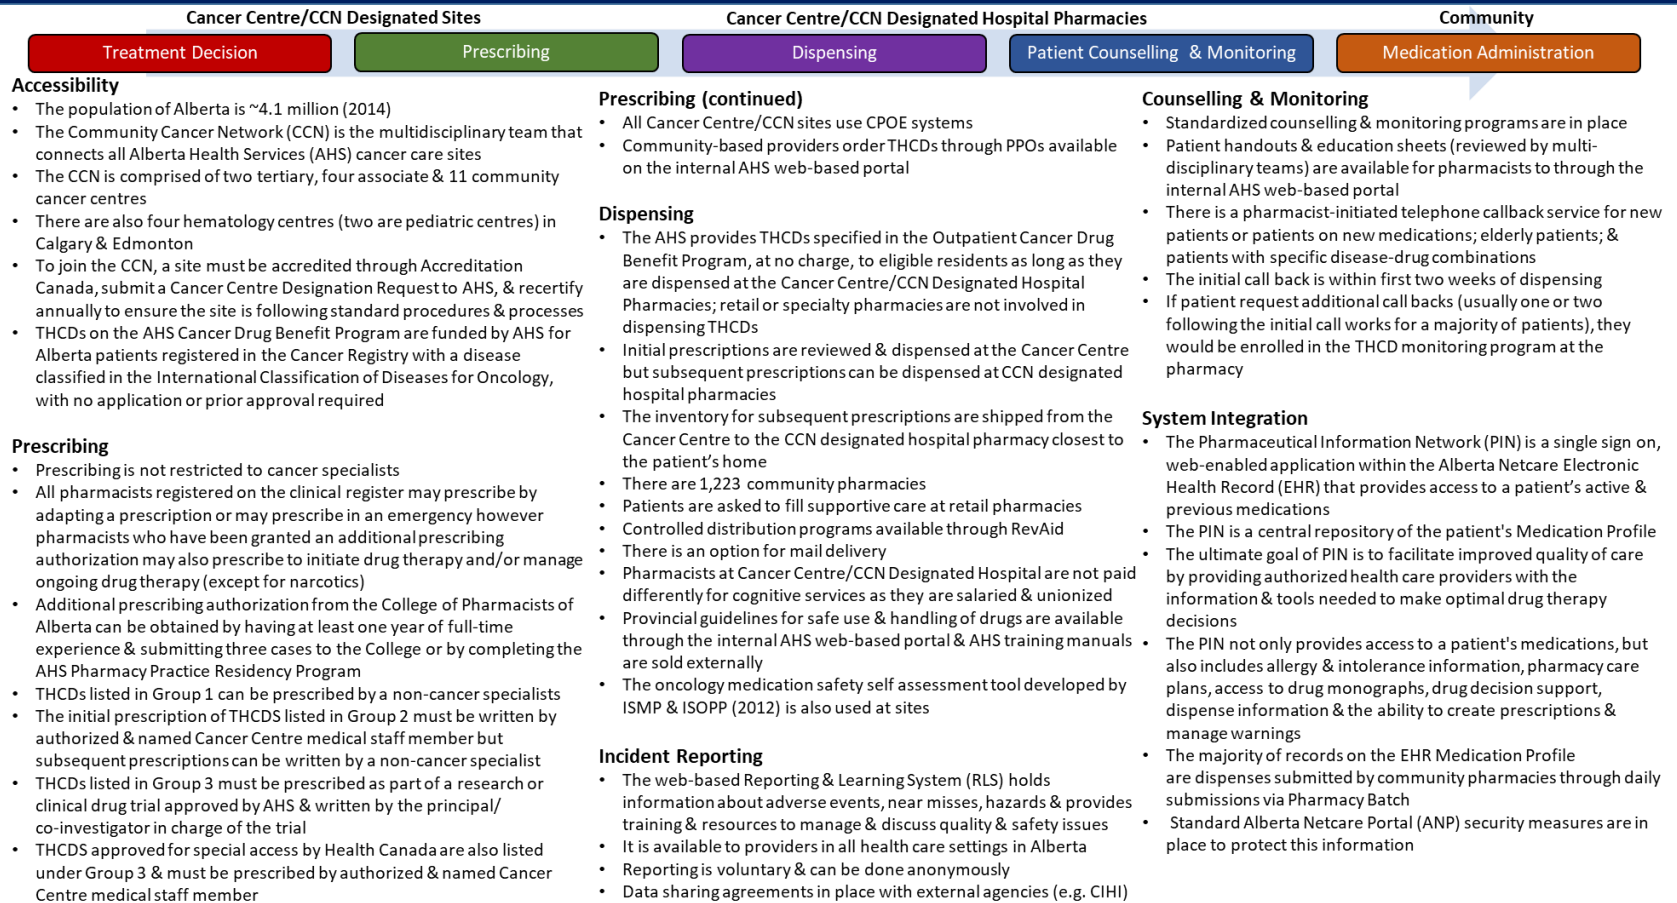 Cancer Centre/CCN Designated Sites
Cancer Centre/CCN Designated Hospital Pharmacies
Community
Treatment Decision
Prescribing
Dispensing
Patient Counselling & Monitoring
Medication Administration
Accessibility
• The population of Alberta is ~4.1 million (2014)
• The Community Cancer Network (CCN) is the multidisciplinary team that
connects all Alberta Health Services (AHS) cancer care sites
• The CCN is comprised of two tertiary, four associate & 11 community
cancer centres
• There are also four hematology centres (two are pediatric centres) in
Calgary & Edmonton
• To join the CCN, a site must be accredited through Accreditation
Canada, submit a Cancer Centre Designation Request to AHS, & recertify
annually to ensure the site is following standard procedures & processes
• THCDs on the AHS Cancer Drug Benefit Program are funded by AHS for
Alberta patients registered in the Cancer Registry with a disease
classified in the International Classification of Diseases for Oncology,
with no application or prior approval required
Prescribing
• Prescribing is not restricted to cancer specialists
• All pharmacists registered on the clinical register may prescribe by
adapting a prescription or may prescribe in an emergency however
pharmacists who have been granted an additional prescribing
authorization may also prescribe to initiate drug therapy and/or manage
ongoing drug therapy (except for narcotics)
• Additional prescribing authorization from the College of Pharmacists of
Alberta can be obtained by having at least one year of full-time
experience & submitting three cases to the College or by completing the
AHS Pharmacy Practice Residency Program
• THCDs listed in Group 1 can be prescribed by a non-cancer specialists
• The initial prescription of THCDS listed in Group 2 must be written by
authorized & named Cancer Centre medical staff member but
subsequent prescriptions can be written by a non-cancer specialist
• THCDs listed in Group 3 must be prescribed as part of a research or
clinical drug trial approved by AHS & written by the principal/
co-investigator in charge of the trial
• THCDS approved for special access by Health Canada are also listed
under Group 3 & must be prescribed by authorized & named Cancer
Centre medical staff member
Prescribing (continued)
• All Cancer Centre/CCN sites use CPOE systems
• Community-based providers order THCDs through PPOs available
on the internal AHS web-based portal
Dispensing
• The AHS provides THCDs specified in the Outpatient Cancer Drug
Benefit Program, at no charge, to eligible residents as long as they
are dispensed at the Cancer Centre/CCN Designated Hospital
Pharmacies; retail or specialty pharmacies are not involved in
dispensing THCDs
• Initial prescriptions are reviewed & dispensed at the Cancer Centre
but subsequent prescriptions can be dispensed at CCN designated
hospital pharmacies
• The inventory for subsequent prescriptions are shipped from the
Cancer Centre to the CCN designated hospital pharmacy closest to
the patient's home
• There are 1,223 community pharmacies
• Patients are asked to fill supportive care at retail pharmacies
• Controlled distribution programs available through RevAid
• There is an option for mail delivery
• Pharmacists at Cancer Centre/CCN Designated Hospital are not paid
differently for cognitive services as they are salaried & unionized
• Provincial guidelines for safe use & handling of drugs are available
through the internal AHS web-based portal & AHS training manuals
are sold externally
• The oncology medication safety self assessment tool developed by
ISMP & ISOPP (2012) is also used at sites
Incident Reporting
• The web-based Reporting & Learning System (RLS) holds
information about adverse events, near misses, hazards & provides
training & resources to manage & discuss quality & safety issues
• It is available to providers in all health care settings in Alberta
• Reporting is voluntary & can be done anonymously
• Data sharing agreements in place with external agencies (e.g. CIHI)
Counselling & Monitoring
• Standardized counselling & monitoring programs are in place
• Patient handouts & education sheets (reviewed by multi-
disciplinary teams) are available for pharmacists to through the
internal AHS web-based portal
• There is a pharmacist-initiated telephone callback service for new
patients or patients on new medications; elderly patients; &
patients with specific disease-drug combinations
• The initial call back is within first two weeks of dispensing
• If patient request additional call backs (usually one or two
following the initial call works for a majority of patients), they
would be enrolled in the THCD monitoring program at the
pharmacy
System Integration
• The Pharmaceutical Information Network (PIN) is a single sign on,
web-enabled application within the Alberta Netcare Electronic
Health Record (EHR) that provides access to a patient's active &
previous medications
• The PIN is a central repository of the patient's Medication Profile
• The ultimate goal of PIN is to facilitate improved quality of care
by providing authorized health care providers with the
information & tools needed to make optimal drug therapy
decisions
• The PIN not only provides access to a patient's medications, but
also includes allergy & intolerance information, pharmacy care
plans, access to drug monographs, drug decision support,
dispense information & the ability to create prescriptions &
manage warnings
• The majority of records on the EHR Medication Profile
are dispenses submitted by community pharmacies through daily
submissions via Pharmacy Batch
• Standard Alberta Netcare Portal (ANP) security measures are in
place to protect this information